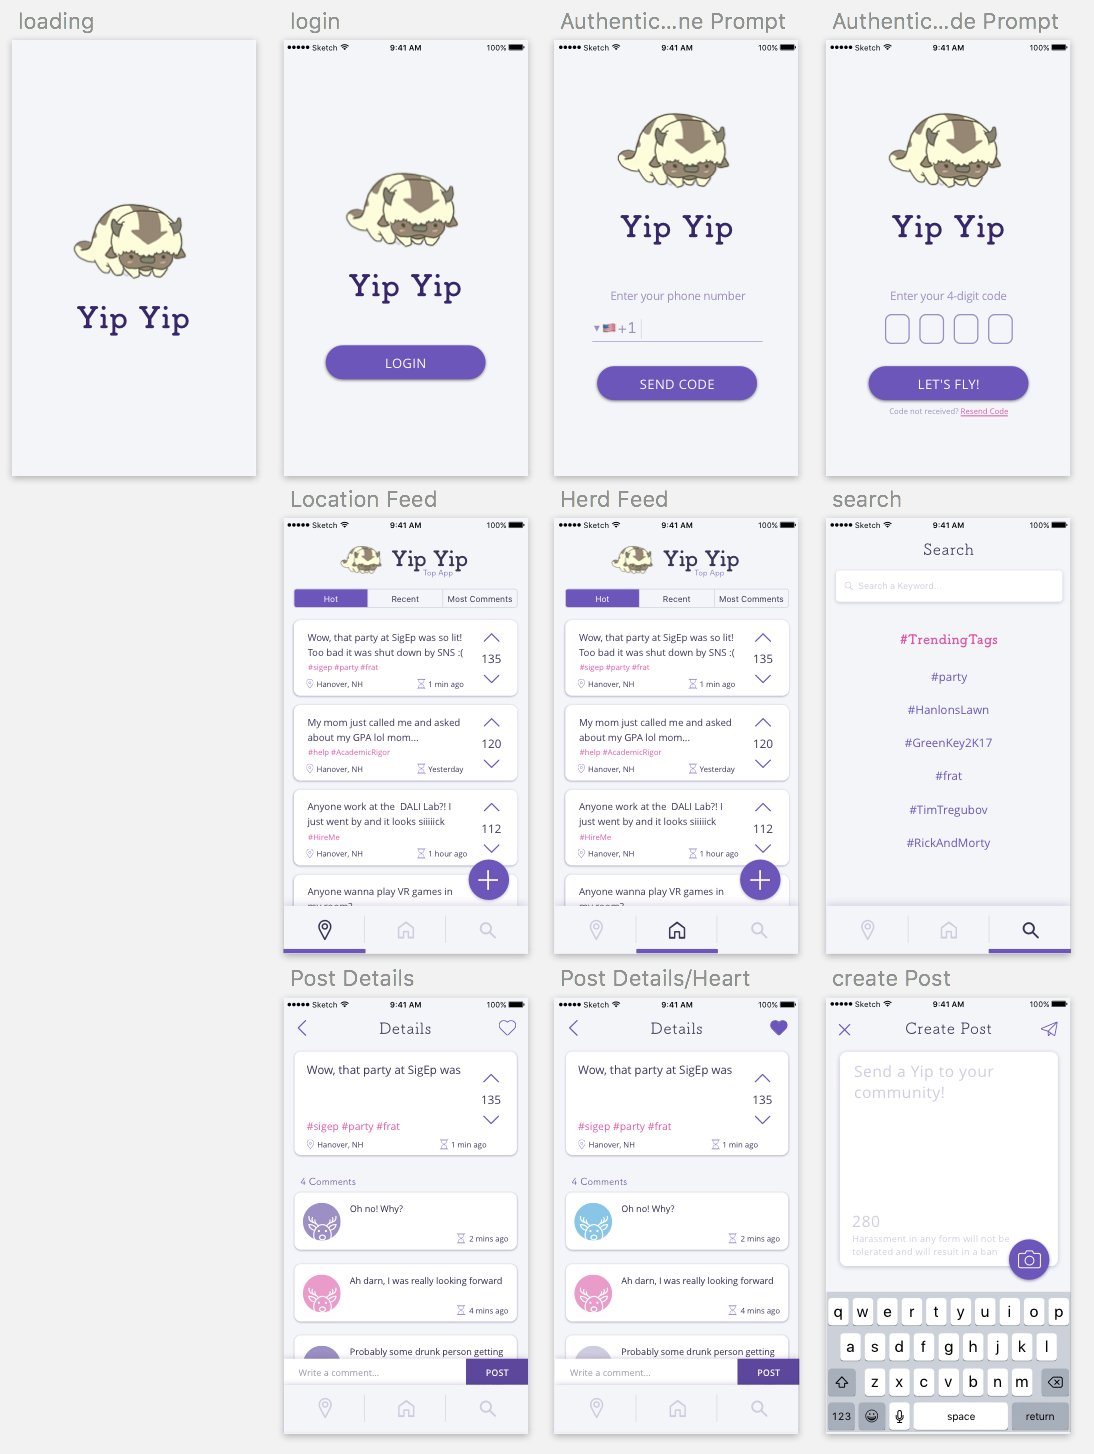 loading
login
Authentic...ne Prompt
Authentic...de Prompt
Yip Yip
Sketch 9:41 AM 100%
Yip Yip
LOGIN
Sketch 9:41 AM 100%
Yip Yip
Enter your phone number
+1
SEND CODE
Sketch 9:41 AM 100%
Yip Yip
Enter your 4-digit code
LET'S FLY!
Code not received? Resend Code
Location Feed
Sketch 9:41 AM 100%
Yip Yip
Top App
Hot Recent Most Comments
Wow, that party at SigEp was so lit!
Too bad it was shut down by SNS :(
#sigep #party #frat
135
Hanover, NH 1 min ago
My mom just called me and asked
about my GPA lol mom...
#help #AcademicRigor
120
Hanover, NH Yesterday
Anyone work at the DALI Lab?! I
just went by and it looks siiiiick
#HireMe
112
Hanover, NH 1 hour ago
Anyone wanna play VR games in
my room?
Herd Feed
Sketch 9:41 AM 100%
Yip Yip
Top App
Hot Recent Most Comments
Wow, that party at SigEp was so lit!
Too bad it was shut down by SNS :(
#sigep #party #frat
135
Hanover, NH 1 min ago
My mom just called me and asked
about my GPA lol mom...
#help #AcademicRigor
120
Hanover, NH Yesterday
Anyone work at the DALI Lab?! I
just went by and it looks siiiiick
#HireMe
112
Hanover, NH 1 hour ago
Anyone wanna play VR games in
my room?
search
Sketch 9:41 AM 100%
Search
Search a Keyword...
#TrendingTags
#party
#HanlonsLawn
#GreenKey2K17
#frat
#TimTregubov
#RickAndMorty
Post Details
Sketch 9:41 AM 100%
Details
Wow, that party at SigEp was
135
#sigep #party #frat
Hanover, NH 1 min ago
4 Comments
Oh no! Why?
2 mins ago
Ah darn, I was really looking forward
4 mins ago
Probably some drunk person getting
Write a comment... POST
Post Details/Heart
Sketch 9:41 AM 100%
Details
Wow, that party at SigEp was
135
#sigep #party #frat
Hanover, NH 1 min ago
4 Comments
Oh no! Why?
2 mins ago
Ah darn, I was really looking forward
4 mins ago
Probably some drunk person getting
Write a comment... POST
create Post
Sketch 9:41 AM 100%
Create Post
Send a Yip to your
community!
280
Harassment in any form will not be
tolerated and will result in a ban
q w e r t y u i o p
a s d f g h j k l
z x c v b n m
123 space return